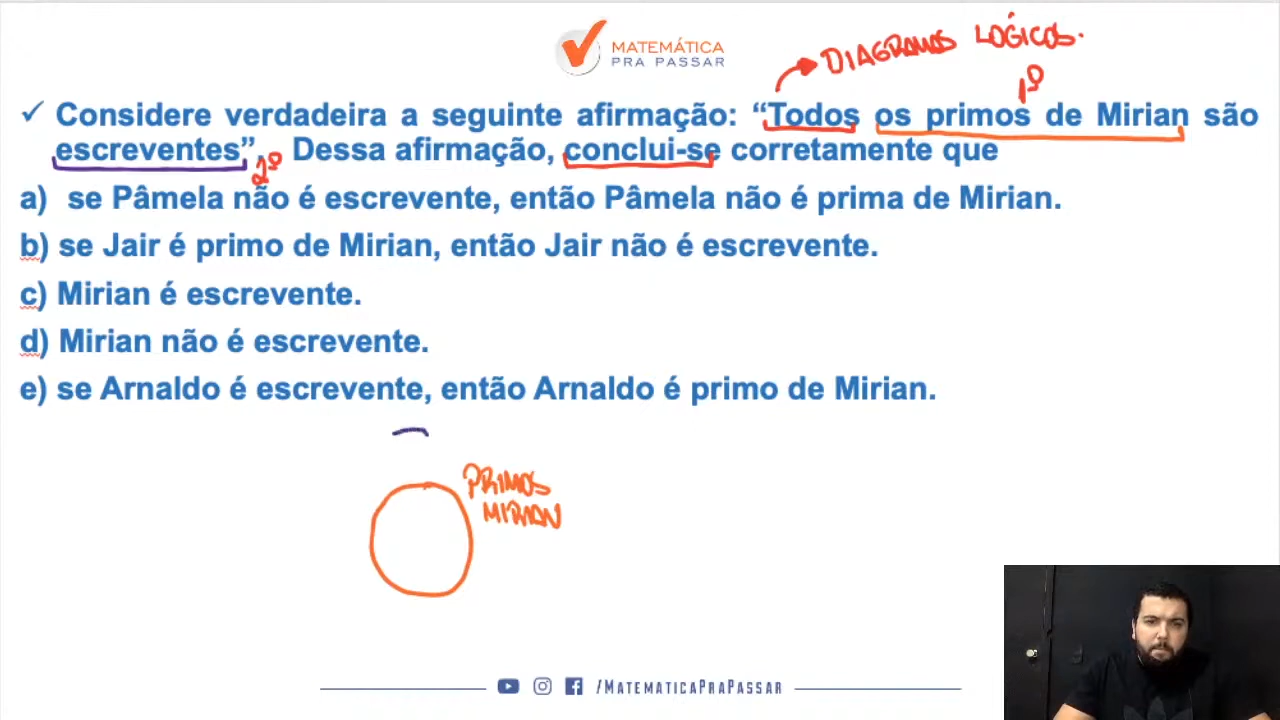 MATEMÁTICA
PRA PASSAR
DIAGRAMAS LÓGICOS.
1º
✓ Considere verdadeira a seguinte afirmação: “Todos os primos de Mirian são
escreventes”. Dessa afirmação, conclui-se corretamente que
2º
a) se Pâmela não é escrevente, então Pâmela não é prima de Mirian.
b) se Jair é primo de Mirian, então Jair não é escrevente.
c) Mirian é escrevente.
d) Mirian não é escrevente.
e) se Arnaldo é escrevente, então Arnaldo é primo de Mirian.
PRIMOS
MIRIAN
/MATEMATICAPRAPASSAR